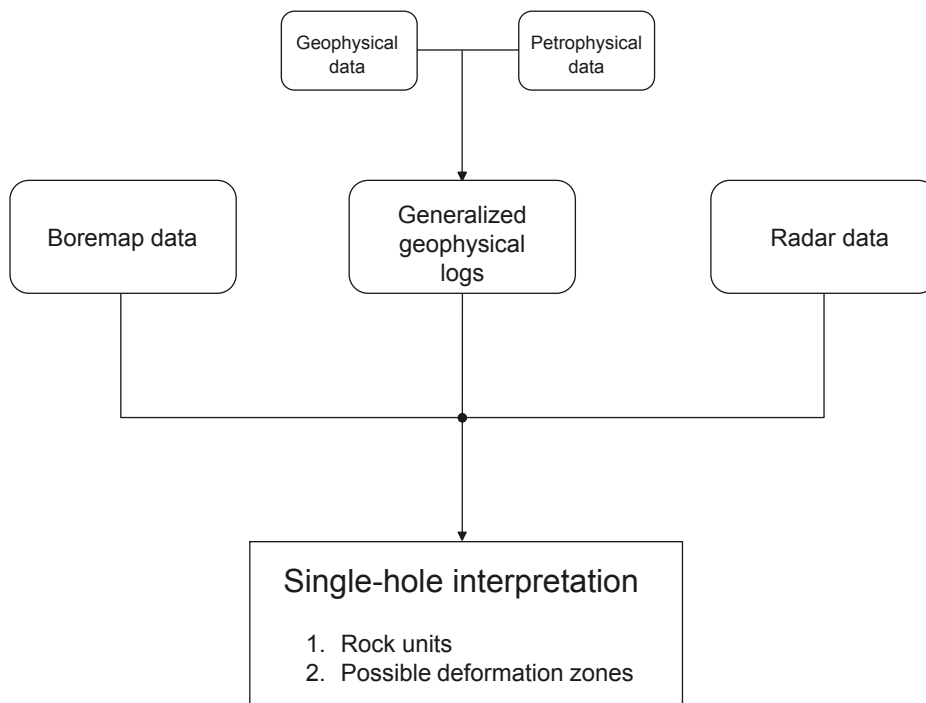 Geophysical
data
Petrophysical
data
Boremap data
Generalized
geophysical
logs
Radar data
Single-hole interpretation
1. Rock units
2. Possible deformation zones